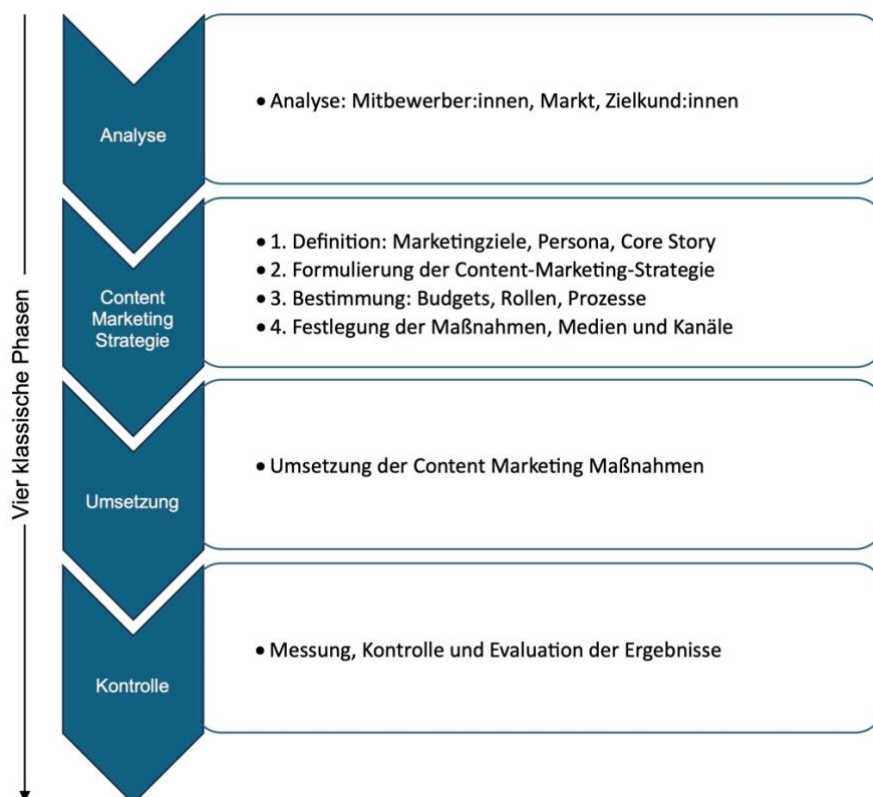 Vier klassische Phasen
Analyse
• Analyse: Mitbewerber:innen, Markt, Zielkund:innen
Content
Marketing
Strategie
• 1. Definition: Marketingziele, Persona, Core Story
• 2. Formulierung der Content-Marketing-Strategie
• 3. Bestimmung: Budgets, Rollen, Prozesse
• 4. Festlegung der Maßnahmen, Medien und Kanäle
Umsetzung
• Umsetzung der Content Marketing Maßnahmen
Kontrolle
• Messung, Kontrolle und Evaluation der Ergebnisse